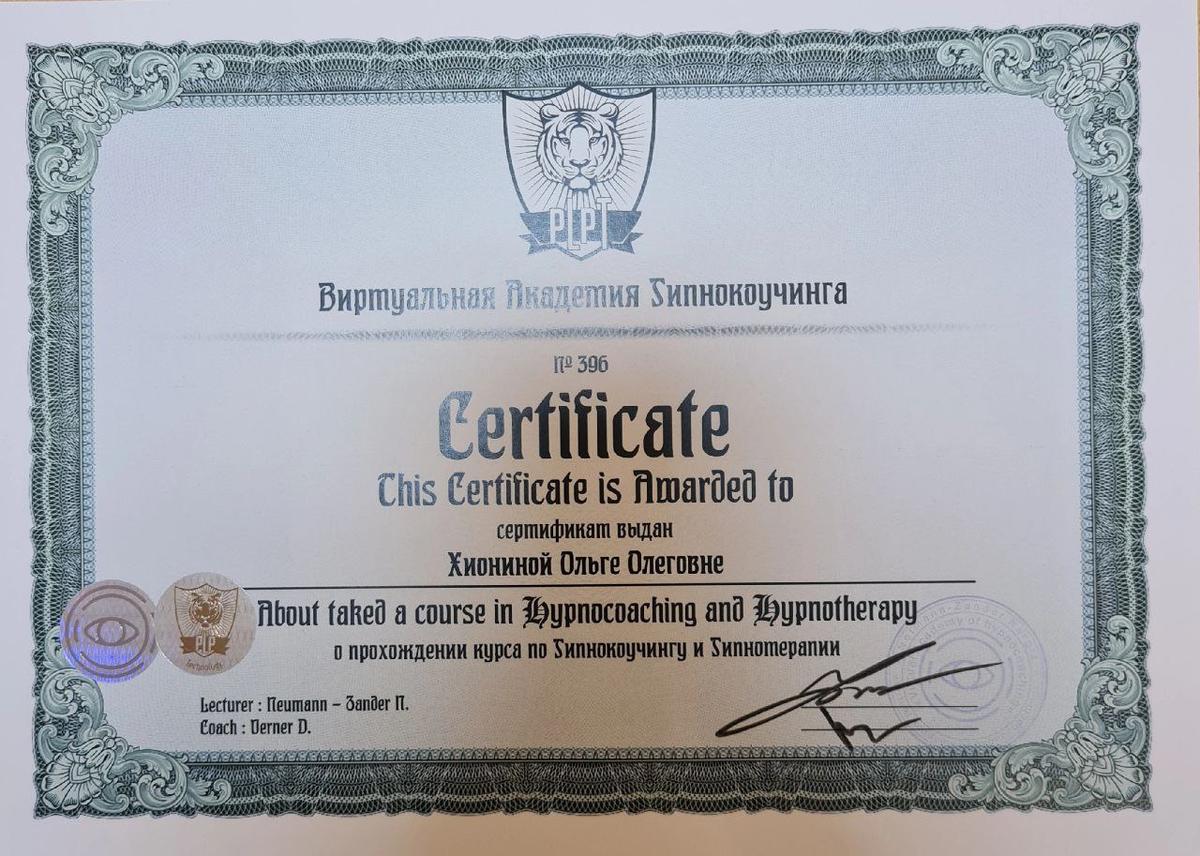 PLPT
Виртуальная Академия Гипнокоучинга
№ 396
Certificate
This Certificate is Awarded to
сертификат выдан
Хиониной Ольге Олеговне
About taked a course in Hypnocoaching and Hypnotherapy
о прохождении курса по Гипнокоучингу и Гипнотерапии
PLP
Lecturer : Neumann – Zander N.
Coach : Verner D.